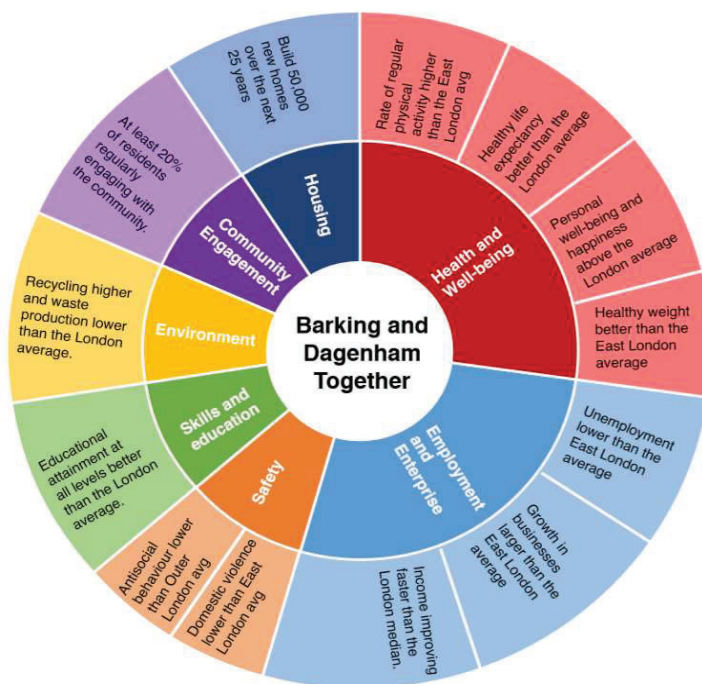 Barking and
Dagenham
Together
Health and
Well-being
Rate of regular
physical
activity higher
than the East
London avg
Healthy life
expectancy
better than the
London average
Personal
well-being and
happiness
above the
London average
Healthy weight
better than the
East London
average
Employment
and
Enterprise
Unemployment
lower than the
East London
average
Growth in
businesses
larger than the
East London
average
Income improving
faster than the
London median.
Safety
Domestic violence
lower than East
London avg
Antisocial
behaviour lower
than Outer
London avg
Skills and
education
Educational
attainment at
all levels better
than the London
average.
Environment
Recycling higher
and waste
production lower
than the London
average.
Community
Engagement
At least 20%
of residents
regularly
engaging with
the community.
Housing
Build 50,000
new homes
over the next
25 years